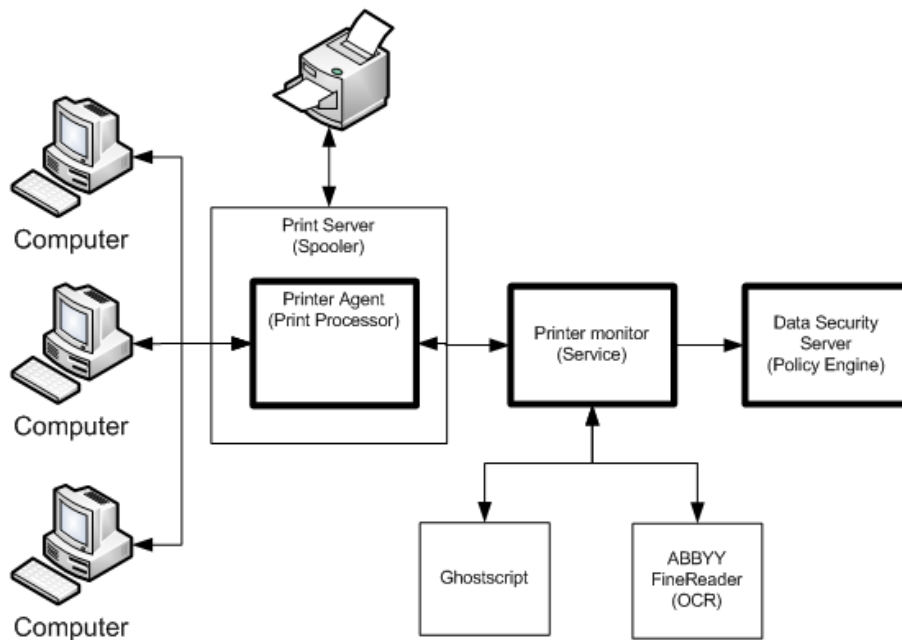 Computer
Computer
Computer
Print Server
(Spooler)
Printer Agent
(Print Processor)
Printer monitor
(Service)
Data Security
Server
(Policy Engine)
Ghostscript
ABBYY
FineReader
(OCR)